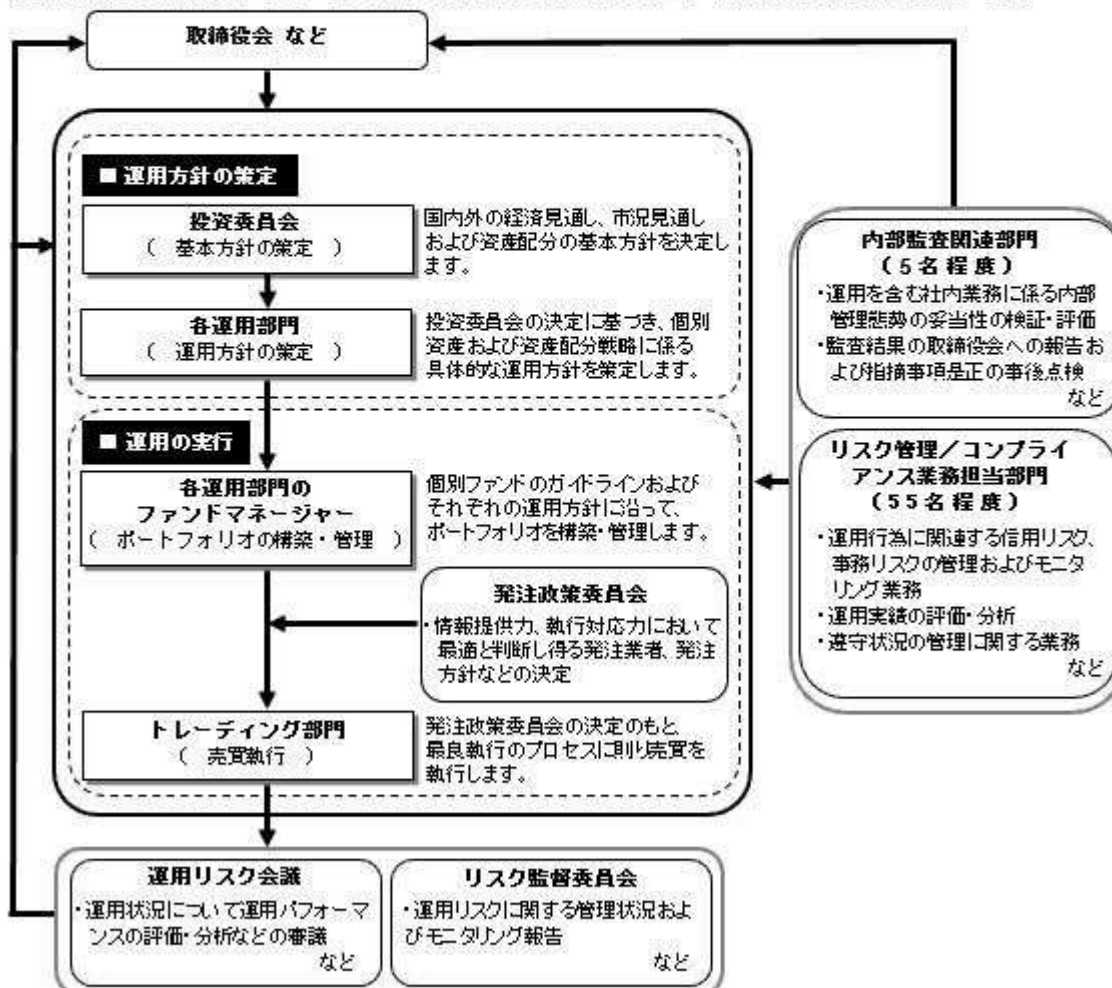 取締役会 など
■ 運用方針の策定
投資委員会
( 基本方針の策定 )
国内外の経済見通し、市況見通し
および資産配分の基本方針を決定し
ます。
各運用部門
( 運用方針の策定 )
投資委員会の決定に基づき、個別
資産および資産配分戦略に係る
具体的な運用方針を策定します。
■ 運用の実行
各運用部門の
ファンドマネージャー
( ポートフォリオの構築・管理 )
個別ファンドのガイドラインおよび
それぞれの運用方針に沿って、
ポートフォリオを構築・管理します。
発注政策委員会
・情報提供力、執行対応力において
最適と判断し得る発注業者、発注
方針などの決定
トレーディング部門
( 売買執行 )
発注政策委員会の決定のもと、
最良執行のプロセスに則り売買を
執行します。
内部監査関連部門
(5名程度)
・運用を含む社内業務に係る内部
管理態勢の妥当性の検証・評価
・監査結果の取締役会への報告お
よび指摘事項是正の事後点検
など
リスク管理/コンプライ
アンス業務担当部門
(55名程度)
・運用行為に関連する信用リスク、
事務リスクの管理およびモニタ
リング業務
・運用実績の評価・分析
・遵守状況の管理に関する業務
など
運用リスク会議
・運用状況について運用パフォーマ
ンスの評価・分析などの審議
など
リスク監督委員会
・運用リスクに関する管理状況およ
びモニタリング報告
など